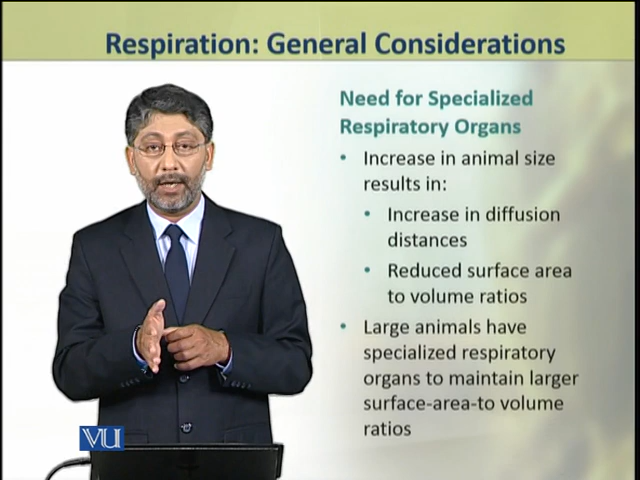 Respiration: General Considerations
Need for Specialized
Respiratory Organs
• Increase in animal size
results in:
• Increase in diffusion
distances
• Reduced surface area
to volume ratios
• Large animals have
specialized respiratory
organs to maintain larger
surface-area-to volume
ratios
VU